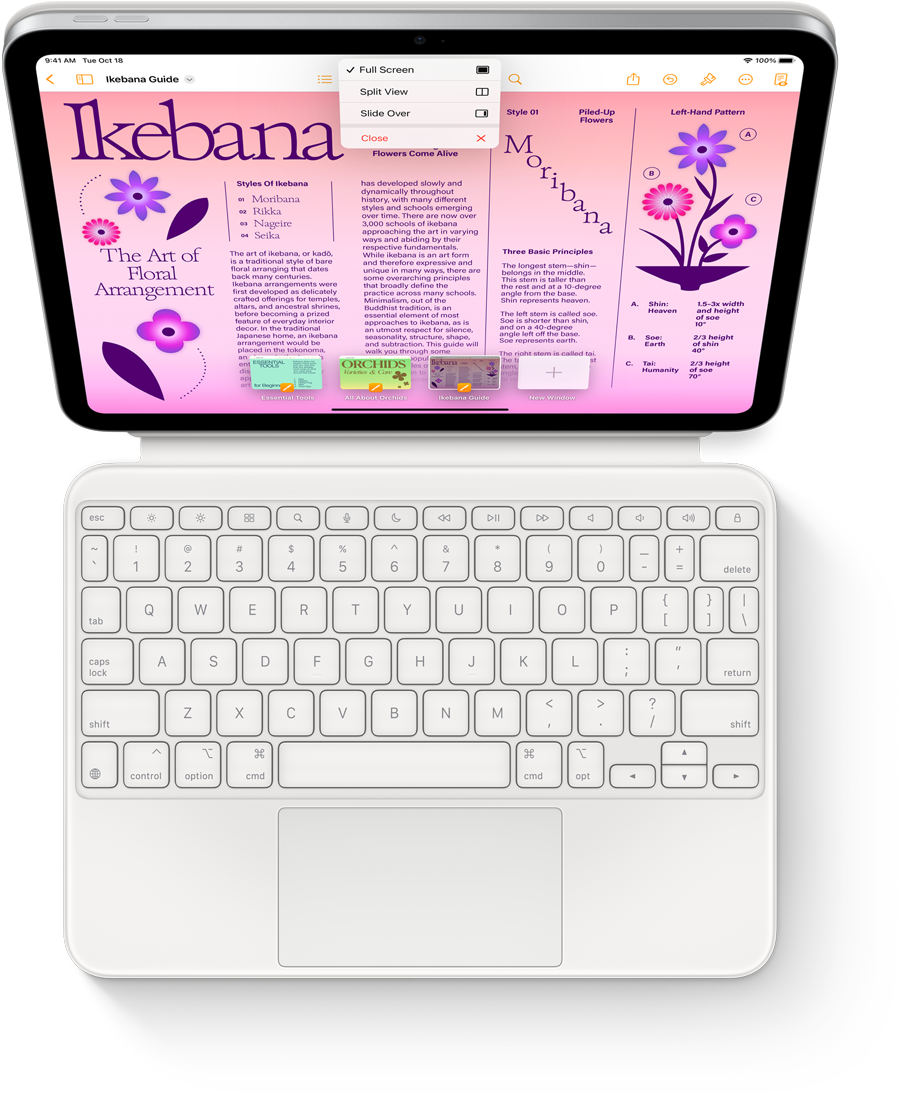 9:41 AM Tue Oct 18
100%
Ikebana Guide
Full Screen
Split View
Slide Over
Close
Ikebana
Flowers Come Alive
Style 01
Piled-Up
Flowers
Left-Hand Pattern
Moribana
A
B
C
Styles Of Ikebana
01 Moribana
02 Rikka
03 Nageire
04 Seika
The Art of
Floral
Arrangement
The art of ikebana, or kadō,
is a traditional style of bare
floral arranging that dates
back many centuries.
Ikebana arrangements were
first developed as delicately
crafted offerings for temples,
altars, and ancestral shrines,
before becoming a prized
feature of everyday interior
decor. In the traditional
Japanese home, an ikebana
arrangement would be
placed in the tokonoma,
has developed slowly and
dynamically throughout
history, with many different
styles and schools emerging
over time. There are now over
3,000 schools of ikebana
approaching the art in varying
ways and abiding by their
respective fundamentals.
While ikebana is an art form
and therefore expressive and
unique in many ways, there are
some overarching principles
that broadly define the
practice across many schools.
Minimalism, out of the
Buddhist tradition, is an
essential element of most
approaches to ikebana, as is
an utmost respect for silence,
seasonality, structure, shape,
and subtraction. This guide will
walk you through some
Three Basic Principles
The longest stem—shin—
belongs in the middle.
This stem is taller than
the rest and at a 10-degree
angle from the base.
Shin represents heaven.
The left stem is called soe.
Soe is shorter than shin,
and on a 40-degree
angle left off the base.
Soe represents earth.
The right stem is called tai.
A. Shin: Heaven 1.5–3x width
and height
of soe
10°
B. Soe: Earth 2/3 height
of shin
40°
C. Tai: Humanity 2/3 height
of soe
70°
ESSENTIAL
TOOLS
for Beginn
ORCHIDS
Varieties & Care
Ikebana
Essential Tools
All About Orchids
Ikebana Guide
New Window
esc
~ ! @ # $ % ^ & * ( ) — +
` 1 2 3 4 5 6 7 8 9 0 - = delete
tab Q W E R T Y U I O P { [ } ] | \
caps lock A S D F G H J K L : ; " ' return
shift Z X C V B N M < , > . ? / shift
^ ⌥ ⌘ ⌘ ⌥ ▲
control option cmd cmd opt ◄ ▼ ►